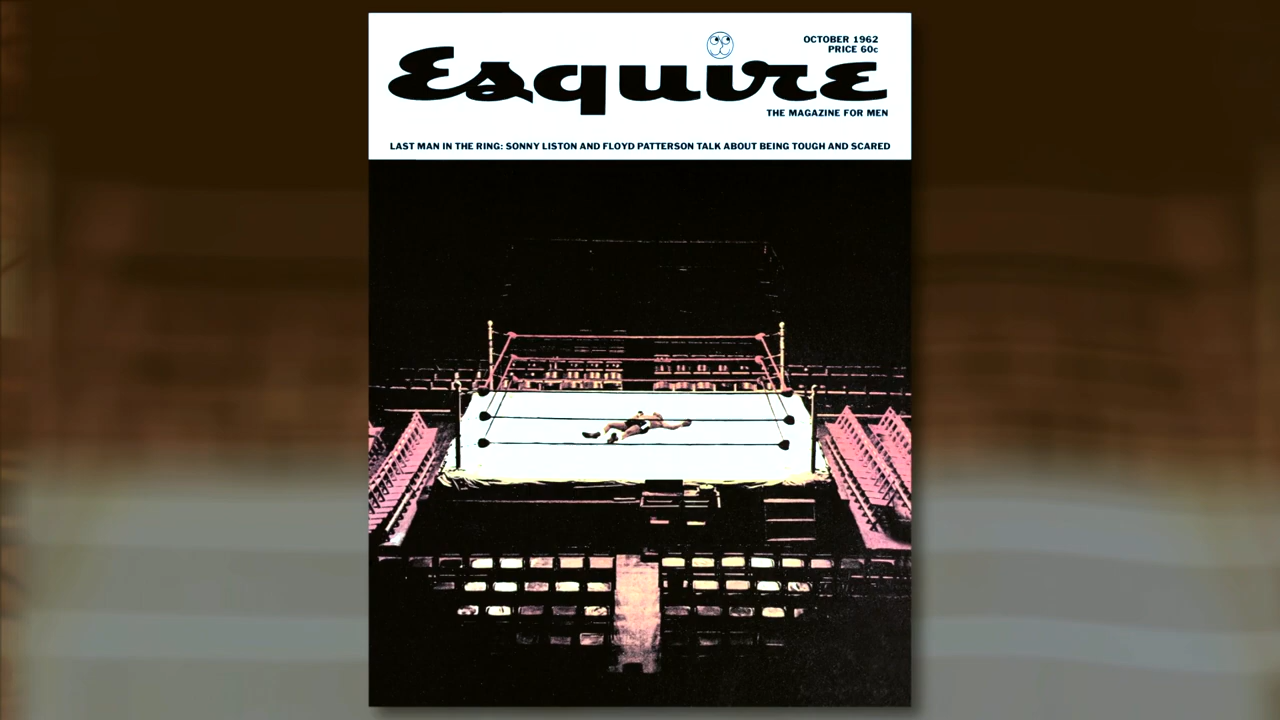 OCTOBER 1962
PRICE 60c
Esquire
THE MAGAZINE FOR MEN
LAST MAN IN THE RING: SONNY LISTON AND FLOYD PATTERSON TALK ABOUT BEING TOUGH AND SCARED